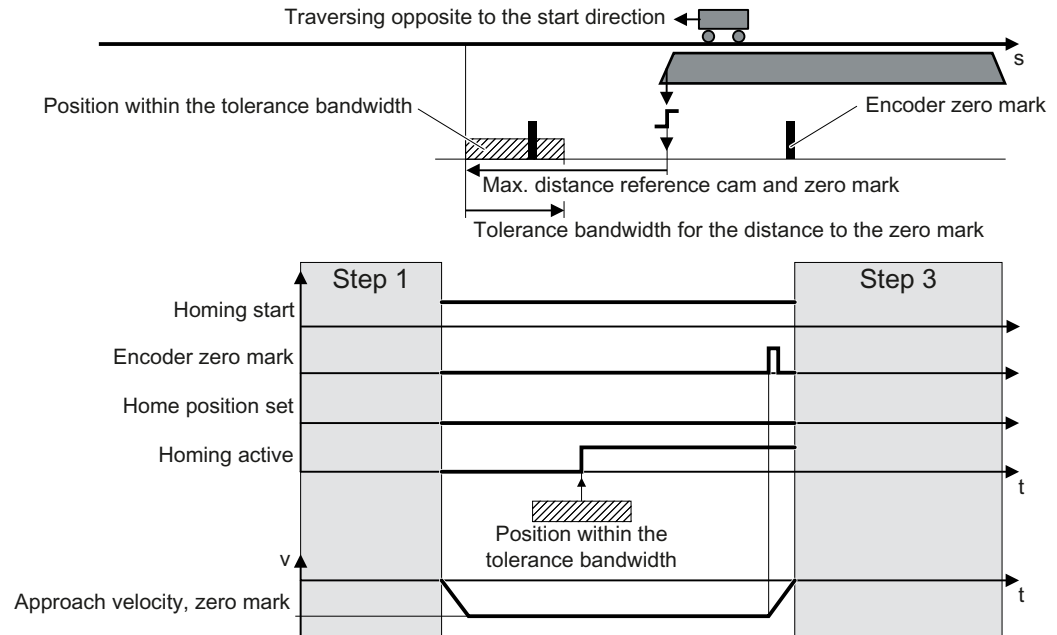 Traversing opposite to the start direction
s
Position within the tolerance bandwidth
Encoder zero mark
Max. distance reference cam and zero mark
Tolerance bandwidth for the distance to the zero mark
Step 1
Step 3
Homing start
Encoder zero mark
Home position set
Homing active
t
Position within the
tolerance bandwidth
v
t
Approach velocity, zero mark